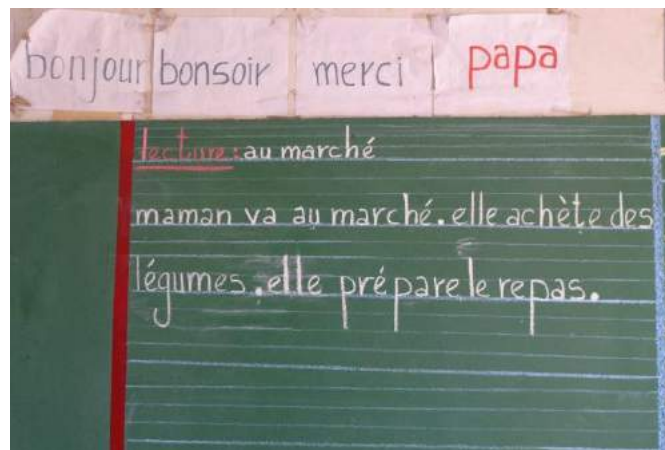 bonjour bonsoir merci papa
lecture : au marché
maman va au marché. elle achète des
légumes. elle prépare le repas.